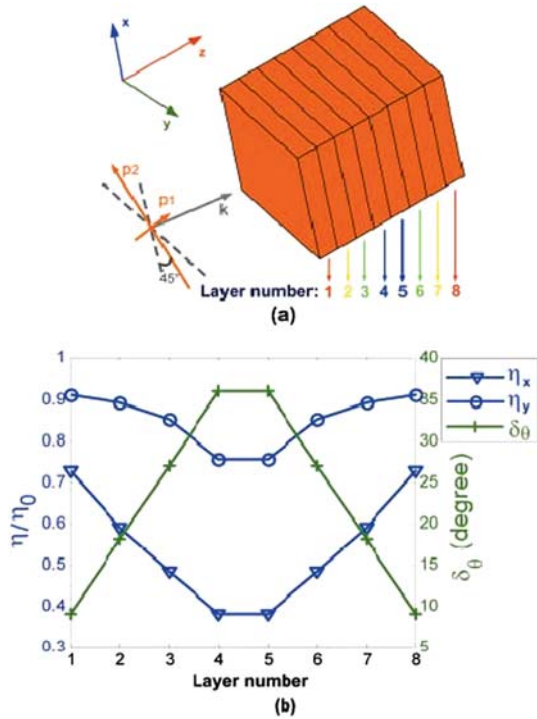 x
z
y
p2
p1
k
45°
Layer number: 1 2 3 4 5 6 7 8
(a)
1 0.9 0.8 0.7 0.6 0.5 0.4 0.3
η/η0
40 35 30 25 20 15 10 5
δθ (degree)
ηx
ηy
δθ
1 2 3 4 5 6 7 8
Layer number
(b)